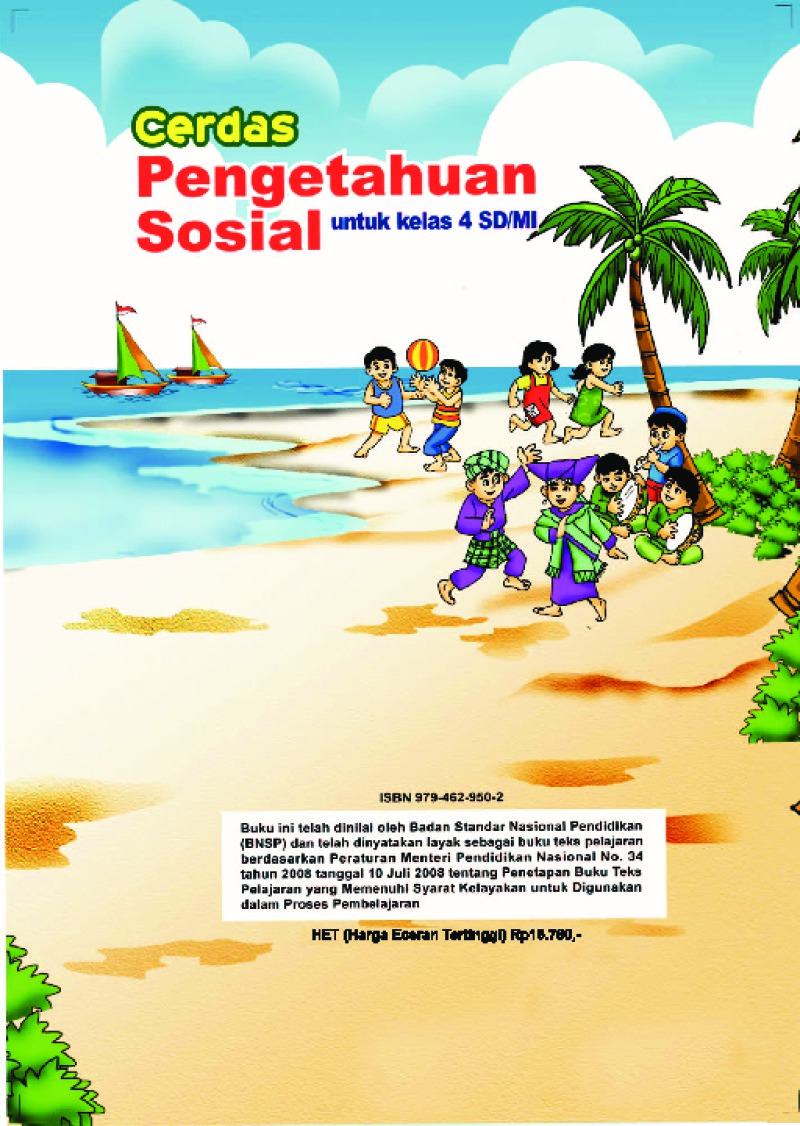 Cerdas
Pengetahuan
Sosial untuk kelas 4 SD/MI
ISBN 979-462-950-2
Buku ini telah dinilai oleh Badan Standar Nasional Pendidikan
(BNSP) dan telah dinyatakan layak sebagai buku teks pelajaran
berdasarkan Peraturan Menteri Pendidikan Nasional No. 34
tahun 2008 tanggal 10 Juli 2008 tentang Penetapan Buku Teks
Pelajaran yang Memenuhi Syarat Kelayakan untuk Digunakan
dalam Proses Pembelajaran
HET (Harga Eceran Tertinggi)